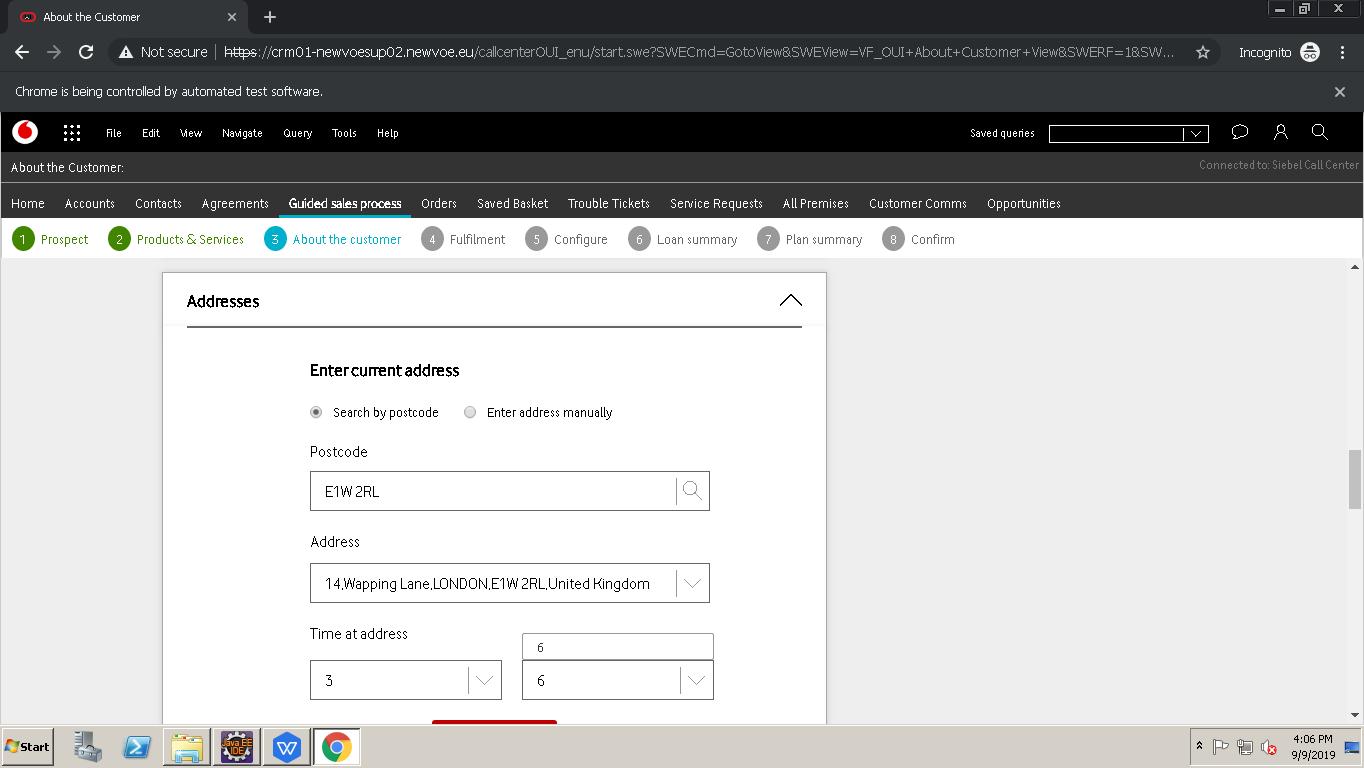 About the Customer
Not secure https://crm01-newvoesup02.newvoe.eu/callcenterOUI_enu/start.swe?SWECmd=GotoView&SWEView=VF_OUI+About+Customer+View&SWERF=1&SW... Incognito
Chrome is being controlled by automated test software.
File Edit View Navigate Query Tools Help Saved queries
About the Customer: Connected to: Siebel Call Center
Home Accounts Contacts Agreements Guided sales process Orders Saved Basket Trouble Tickets Service Requests All Premises Customer Comms Opportunities
1 Prospect 2 Products & Services 3 About the customer 4 Fulfilment 5 Configure 6 Loan summary 7 Plan summary 8 Confirm
Addresses
Enter current address
Search by postcode Enter address manually
Postcode
E1W 2RL
Address
14,Wapping Lane,LONDON,E1W 2RL,United Kingdom
Time at address
6
3 6
Start Java EE IDE W 4:06 PM
9/9/2019